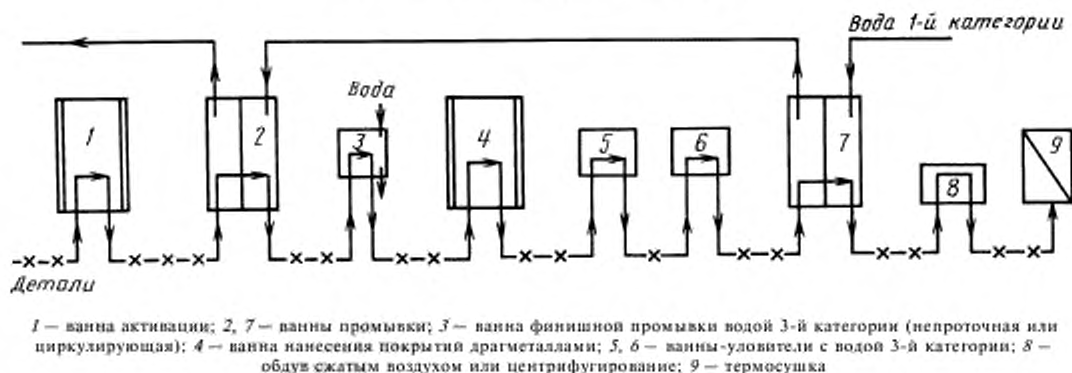 Вода 1-й категории
Вода
1
2
3
4
5
6
7
8
9
Детали
1 — ванна активации; 2, 7 — ванны промывки; 3 — ванна финишной промывки водой 3-й категории (непроточная или
циркулирующая); 4 — ванна нанесения покрытий драгметаллами; 5, 6 — ванны-уловители с водой 3-й категории; 8 —
обдув сжатым воздухом или центрифугирование; 9 — термосушка